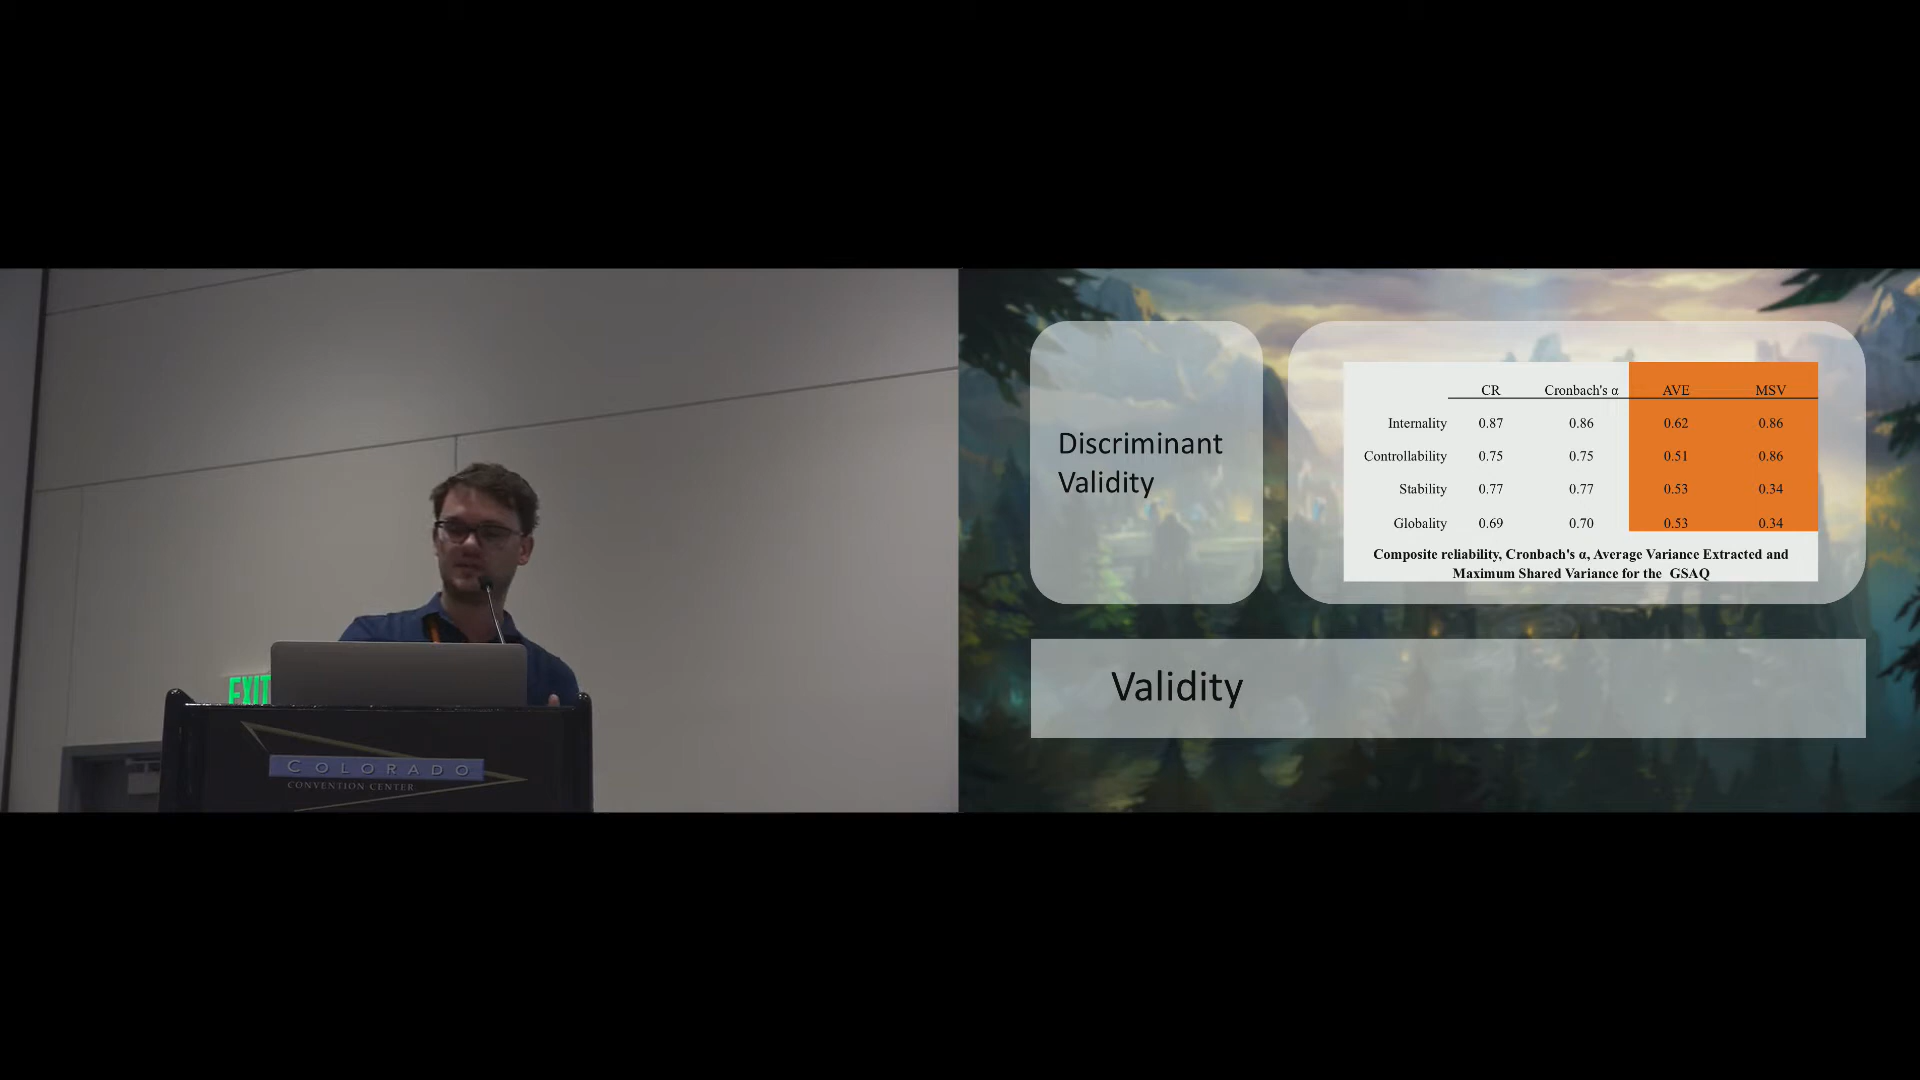 EXIT
COLORADO
CONVENTION CENTER
Discriminant
Validity
CR Cronbach's α AVE MSV
Internality 0.87 0.86 0.62 0.86
Controllability 0.75 0.75 0.51 0.86
Stability 0.77 0.77 0.53 0.34
Globality 0.69 0.70 0.53 0.34
Composite reliability, Cronbach's α, Average Variance Extracted and
Maximum Shared Variance for the GSAQ
Validity